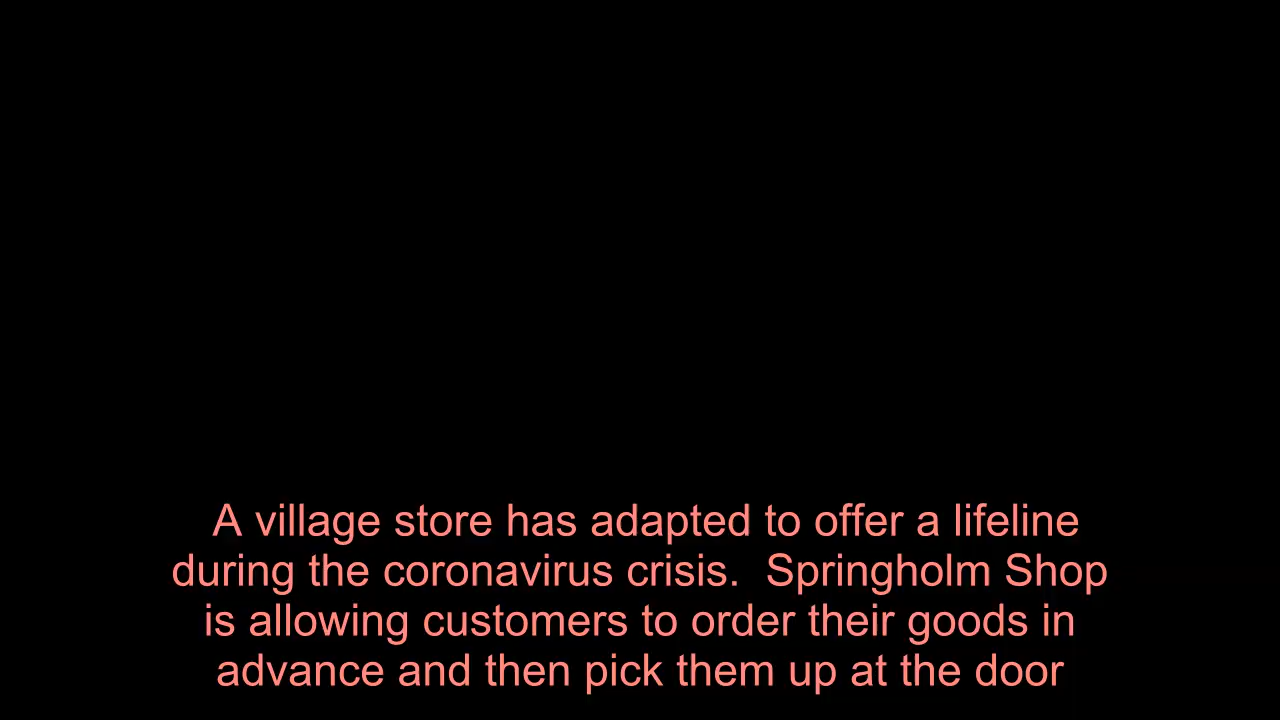 A village store has adapted to offer a lifeline
during the coronavirus crisis.  Springholm Shop
is allowing customers to order their goods in
advance and then pick them up at the door